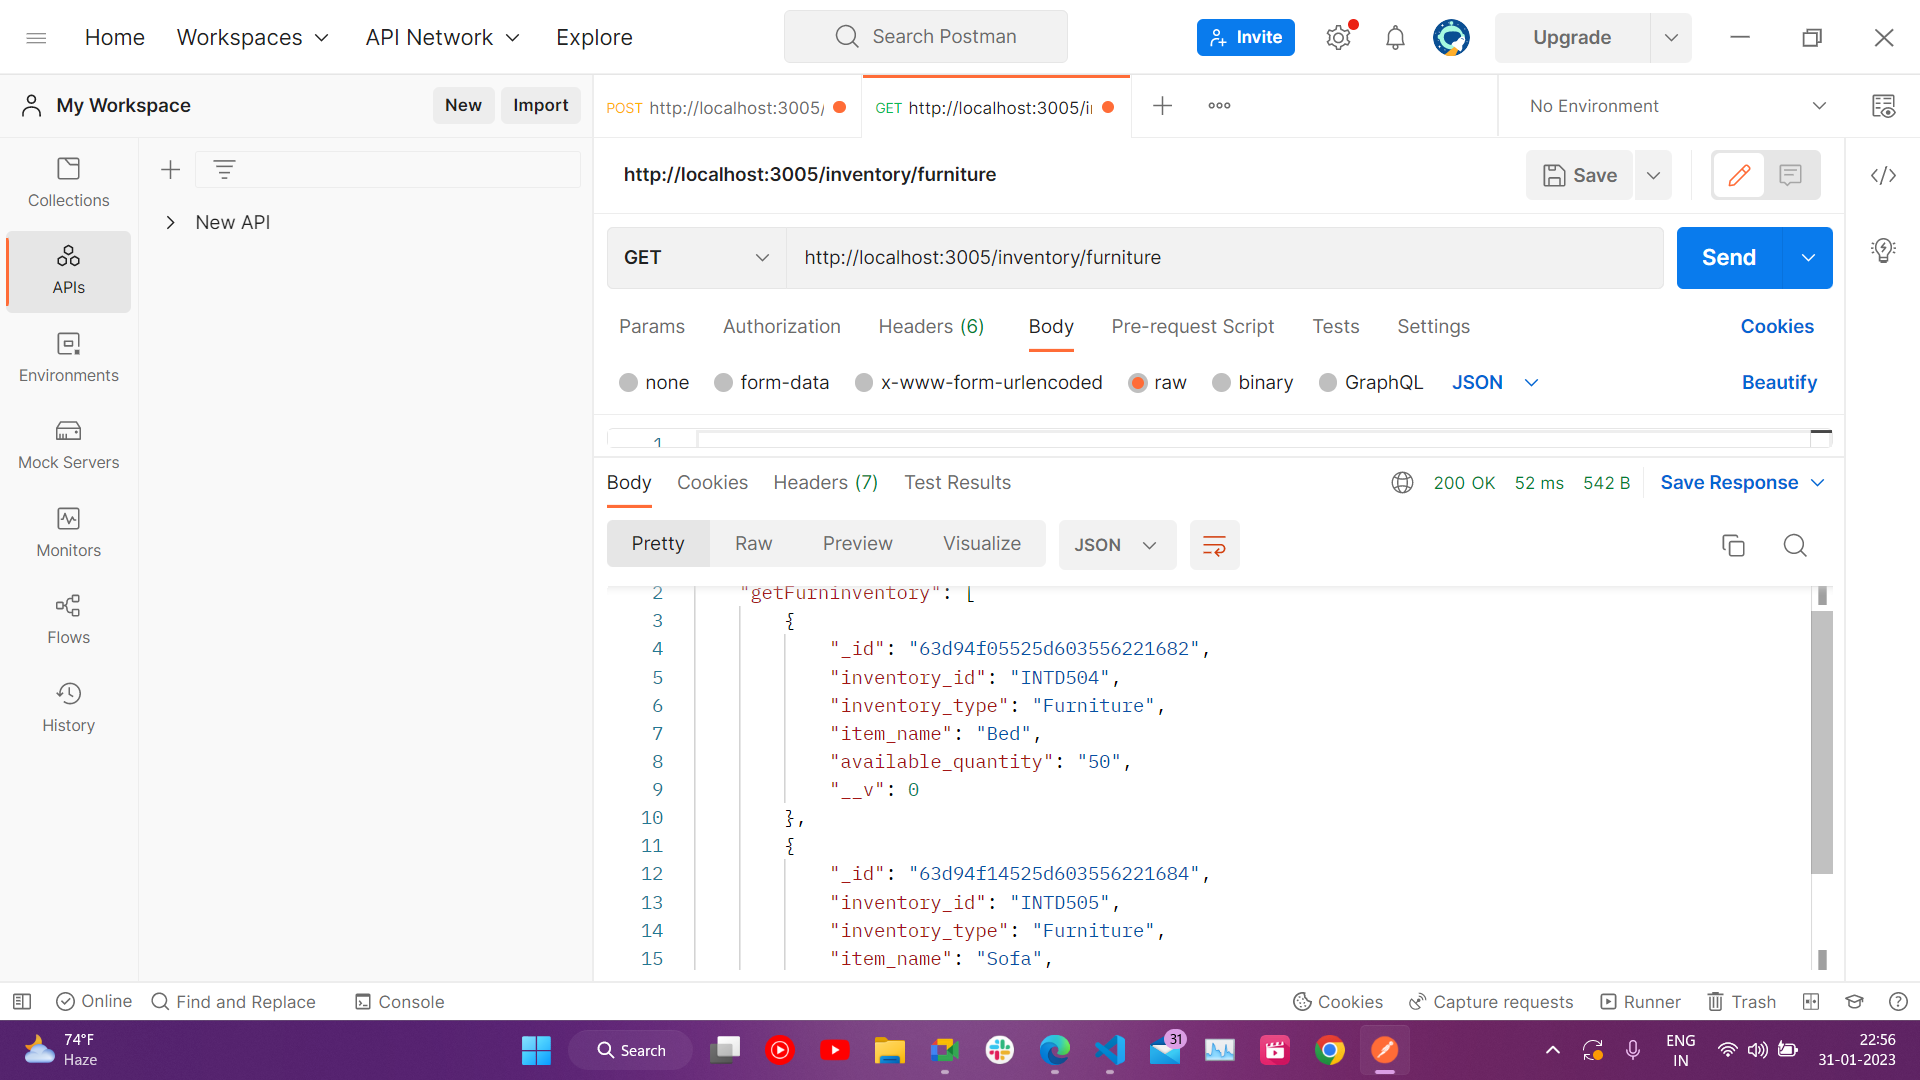 Home Workspaces API Network Explore Search Postman Invite Upgrade
My Workspace New Import
POST http://localhost:3005/ GET http://localhost:3005/i No Environment
http://localhost:3005/inventory/furniture Save
GET http://localhost:3005/inventory/furniture Send
Params Authorization Headers (6) Body Pre-request Script Tests Settings Cookies
none form-data x-www-form-urlencoded raw binary GraphQL JSON Beautify
1
Collections
APIs
Environments
Mock Servers
Monitors
Flows
History
New API
Body Cookies Headers (7) Test Results 200 OK 52 ms 542 B Save Response
Pretty Raw Preview Visualize JSON
2 "getFurninventory": [
3 {
4 "_id": "63d94f05525d603556221682",
5 "inventory_id": "INTD504",
6 "inventory_type": "Furniture",
7 "item_name": "Bed",
8 "available_quantity": "50",
9 "__v": 0
10 },
11 {
12 "_id": "63d94f14525d603556221684",
13 "inventory_id": "INTD505",
14 "inventory_type": "Furniture",
15 "item_name": "Sofa",
Online Find and Replace Console Cookies Capture requests Runner Trash
74°F
Haze
Search
31
ENG
IN
22:56
31-01-2023